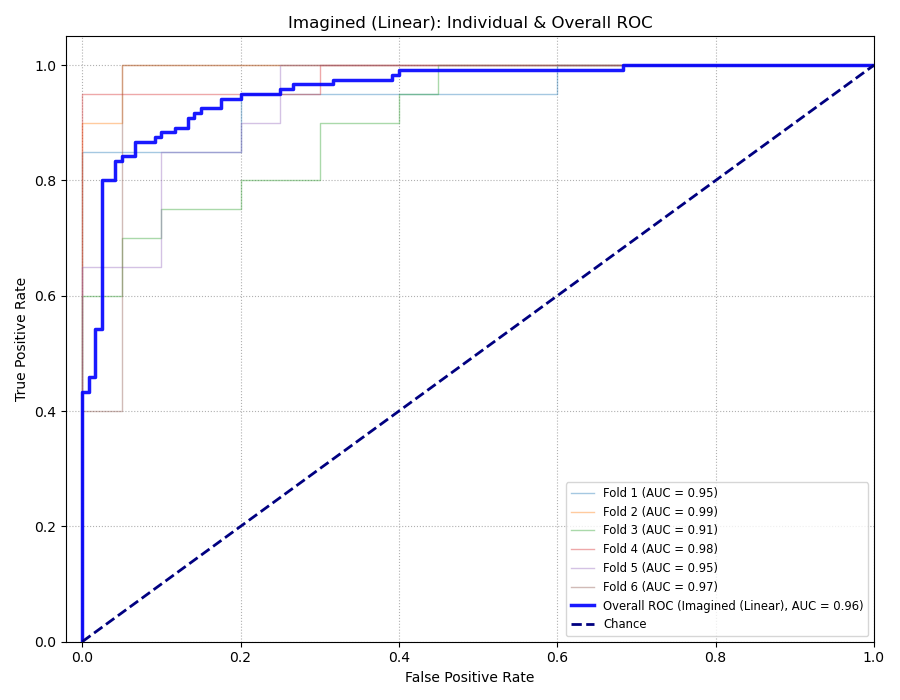 Imagined (Linear): Individual & Overall ROC
True Positive Rate
1.0
0.8
0.6
0.4
0.2
0.0
0.0 0.2 0.4 0.6 0.8 1.0
False Positive Rate
Fold 1 (AUC = 0.95)
Fold 2 (AUC = 0.99)
Fold 3 (AUC = 0.91)
Fold 4 (AUC = 0.98)
Fold 5 (AUC = 0.95)
Fold 6 (AUC = 0.97)
Overall ROC (Imagined (Linear), AUC = 0.96)
Chance